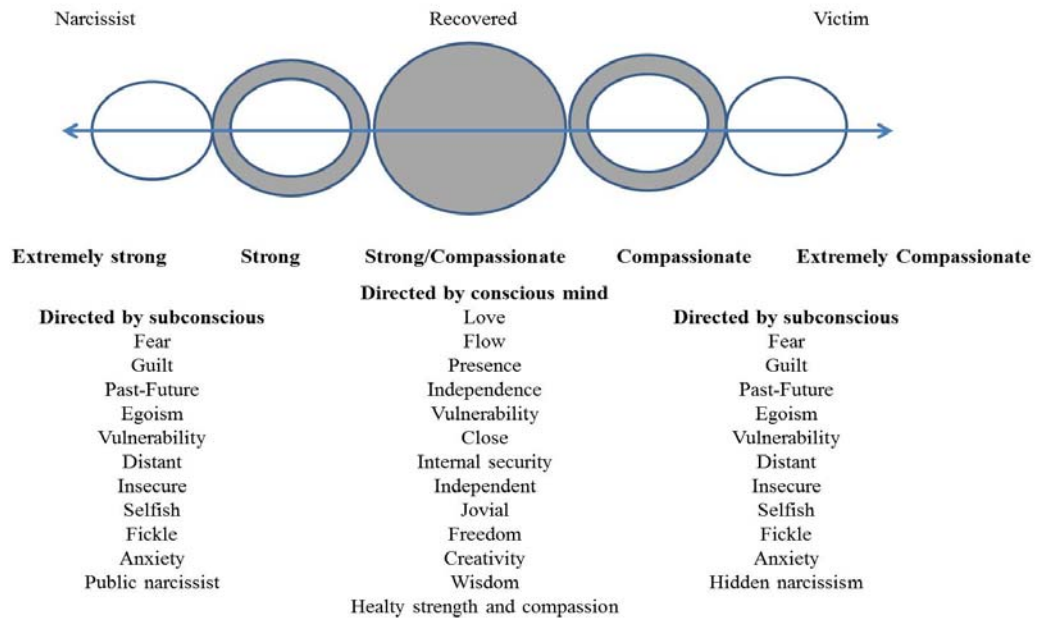 Narcissist Recovered Victim
Extremely strong Strong Strong/Compassionate Compassionate Extremely Compassionate
Directed by conscious mind
Directed by subconscious Love Directed by subconscious
Fear Flow Fear
Guilt Presence Guilt
Past-Future Independence Past-Future
Egoism Vulnerability Egoism
Vulnerability Close Vulnerability
Distant Internal security Distant
Insecure Independent Insecure
Selfish Jovial Selfish
Fickle Freedom Fickle
Anxiety Creativity Anxiety
Public narcissist Wisdom Hidden narcissism
Healty strength and compassion